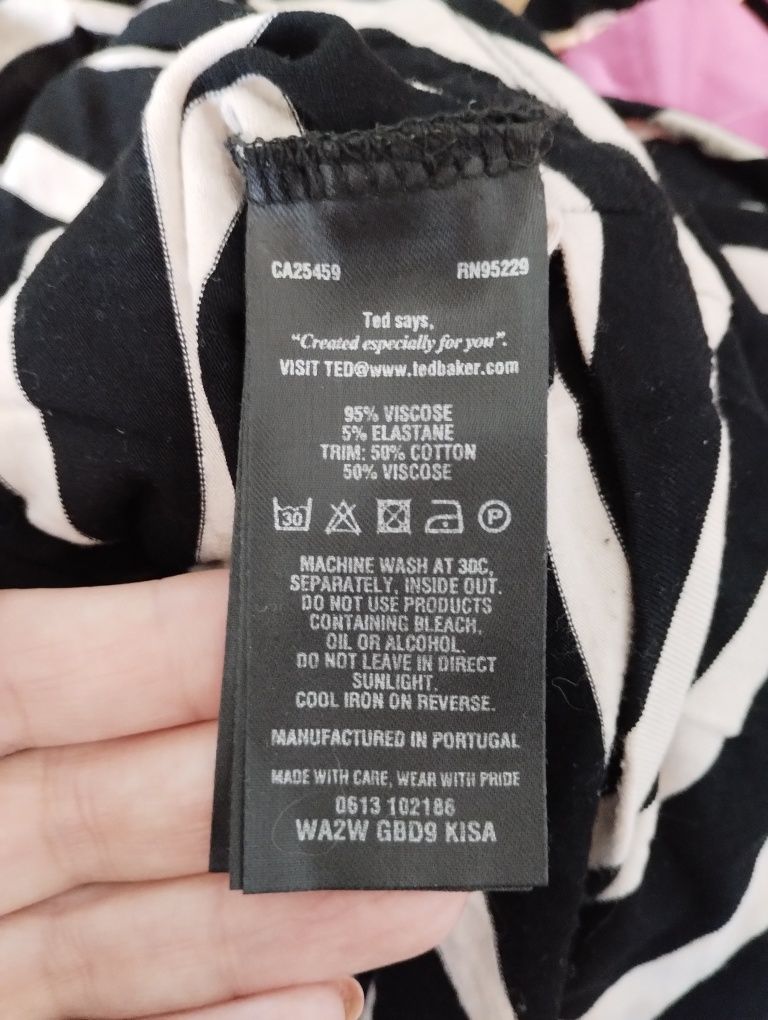 CA25459 RN95229
Ted says,
"Created especially for you".
VISIT TED@www.tedbaker.com
95% VISCOSE
5% ELASTANE
TRIM: 50% COTTON
50% VISCOSE
30 P
MACHINE WASH AT 30C,
SEPARATELY, INSIDE OUT.
DO NOT USE PRODUCTS
CONTAINING BLEACH,
OIL OR ALCOHOL.
DO NOT LEAVE IN DIRECT
SUNLIGHT.
COOL IRON ON REVERSE.
MANUFACTURED IN PORTUGAL
MADE WITH CARE, WEAR WITH PRIDE
0613 102186
WA2W GBD9 KISA